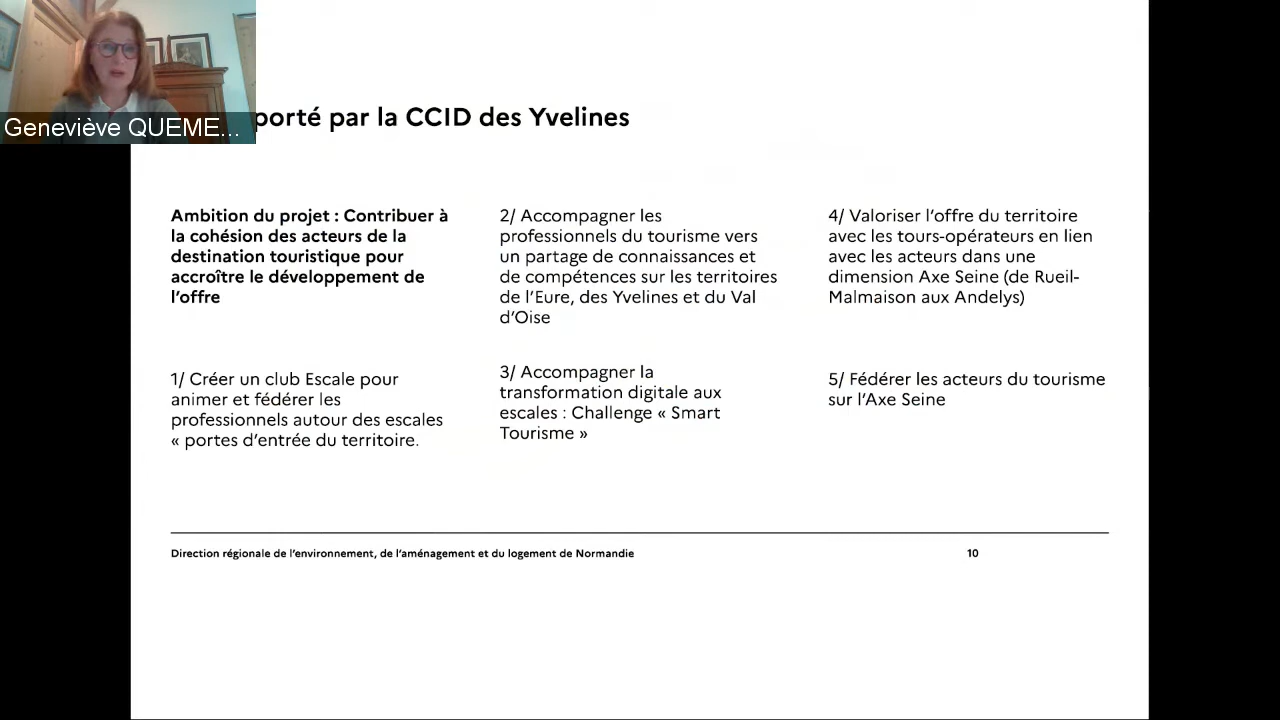 Geneviève QUEME...
porté par la CCID des Yvelines
Ambition du projet : Contribuer à
la cohésion des acteurs de la
destination touristique pour
accroître le développement de
l’offre
1/ Créer un club Escale pour
animer et fédérer les
professionnels autour des escales
« portes d’entrée du territoire.
2/ Accompagner les
professionnels du tourisme vers
un partage de connaissances et
de compétences sur les territoires
de l’Eure, des Yvelines et du Val
d’Oise
3/ Accompagner la
transformation digitale aux
escales : Challenge « Smart
Tourisme »
4/ Valoriser l’offre du territoire
avec les tours-opérateurs en lien
avec les acteurs dans une
dimension Axe Seine (de Rueil-
Malmaison aux Andelys)
5/ Fédérer les acteurs du tourisme
sur l’Axe Seine
Direction régionale de l’environnement, de l’aménagement et du logement de Normandie
10